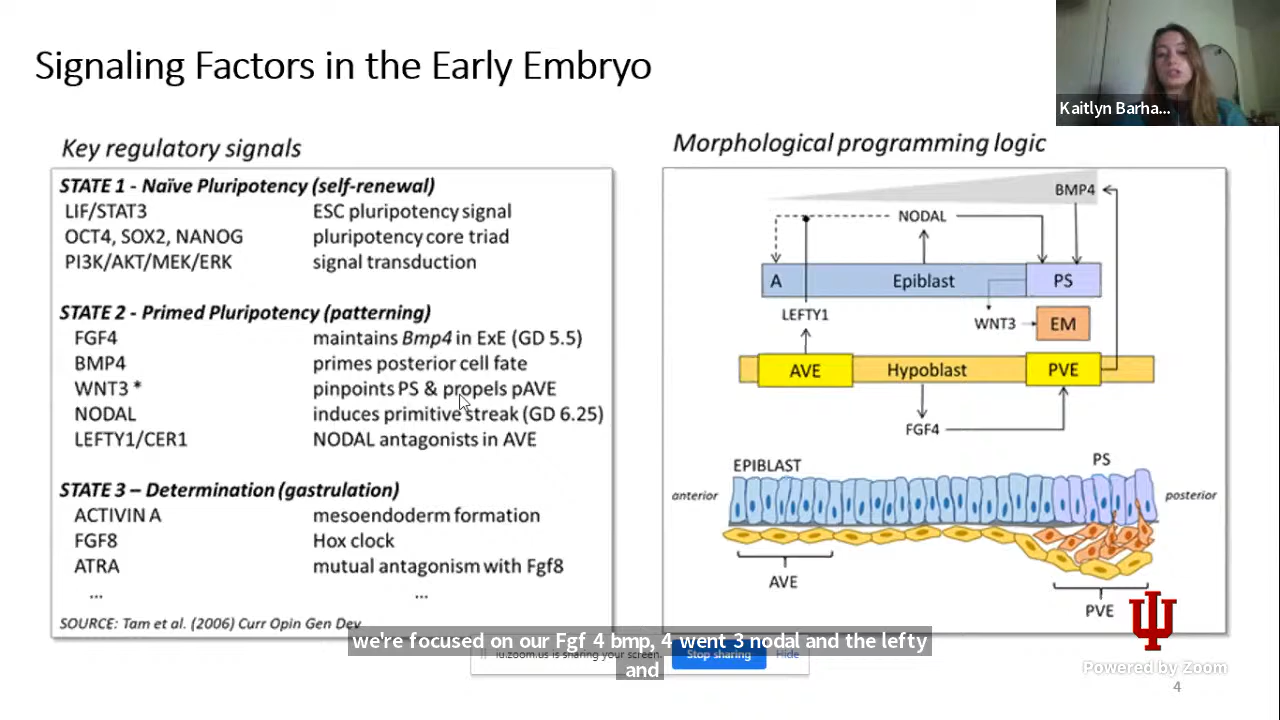 Signaling Factors in the Early Embryo
Kaitlyn Barha...
Key regulatory signals
STATE 1 - Naïve Pluripotency (self-renewal)
LIF/STAT3 ESC pluripotency signal
OCT4, SOX2, NANOG pluripotency core triad
PI3K/AKT/MEK/ERK signal transduction
STATE 2 - Primed Pluripotency (patterning)
FGF4 maintains Bmp4 in ExE (GD 5.5)
BMP4 primes posterior cell fate
WNT3 * pinpoints PS & propels pAVE
NODAL induces primitive streak (GD 6.25)
LEFTY1/CER1 NODAL antagonists in AVE
STATE 3 – Determination (gastrulation)
ACTIVIN A mesoendoderm formation
FGF8 Hox clock
ATRA mutual antagonism with Fgf8
... ...
SOURCE: Tam et al. (2006) Curr Opin Gen Dev
Morphological programming logic
BMP4
NODAL
A Epiblast PS
LEFTY1 WNT3 EM
AVE Hypoblast PVE
FGF4
EPIBLAST PS
anterior posterior
AVE
PVE
we're focused on our Fgf 4 bmp, 4 went 3 nodal and the lefty
and
iu.zoom.us is sharing your screen. Stop sharing Hide
Powered by Zoom
4